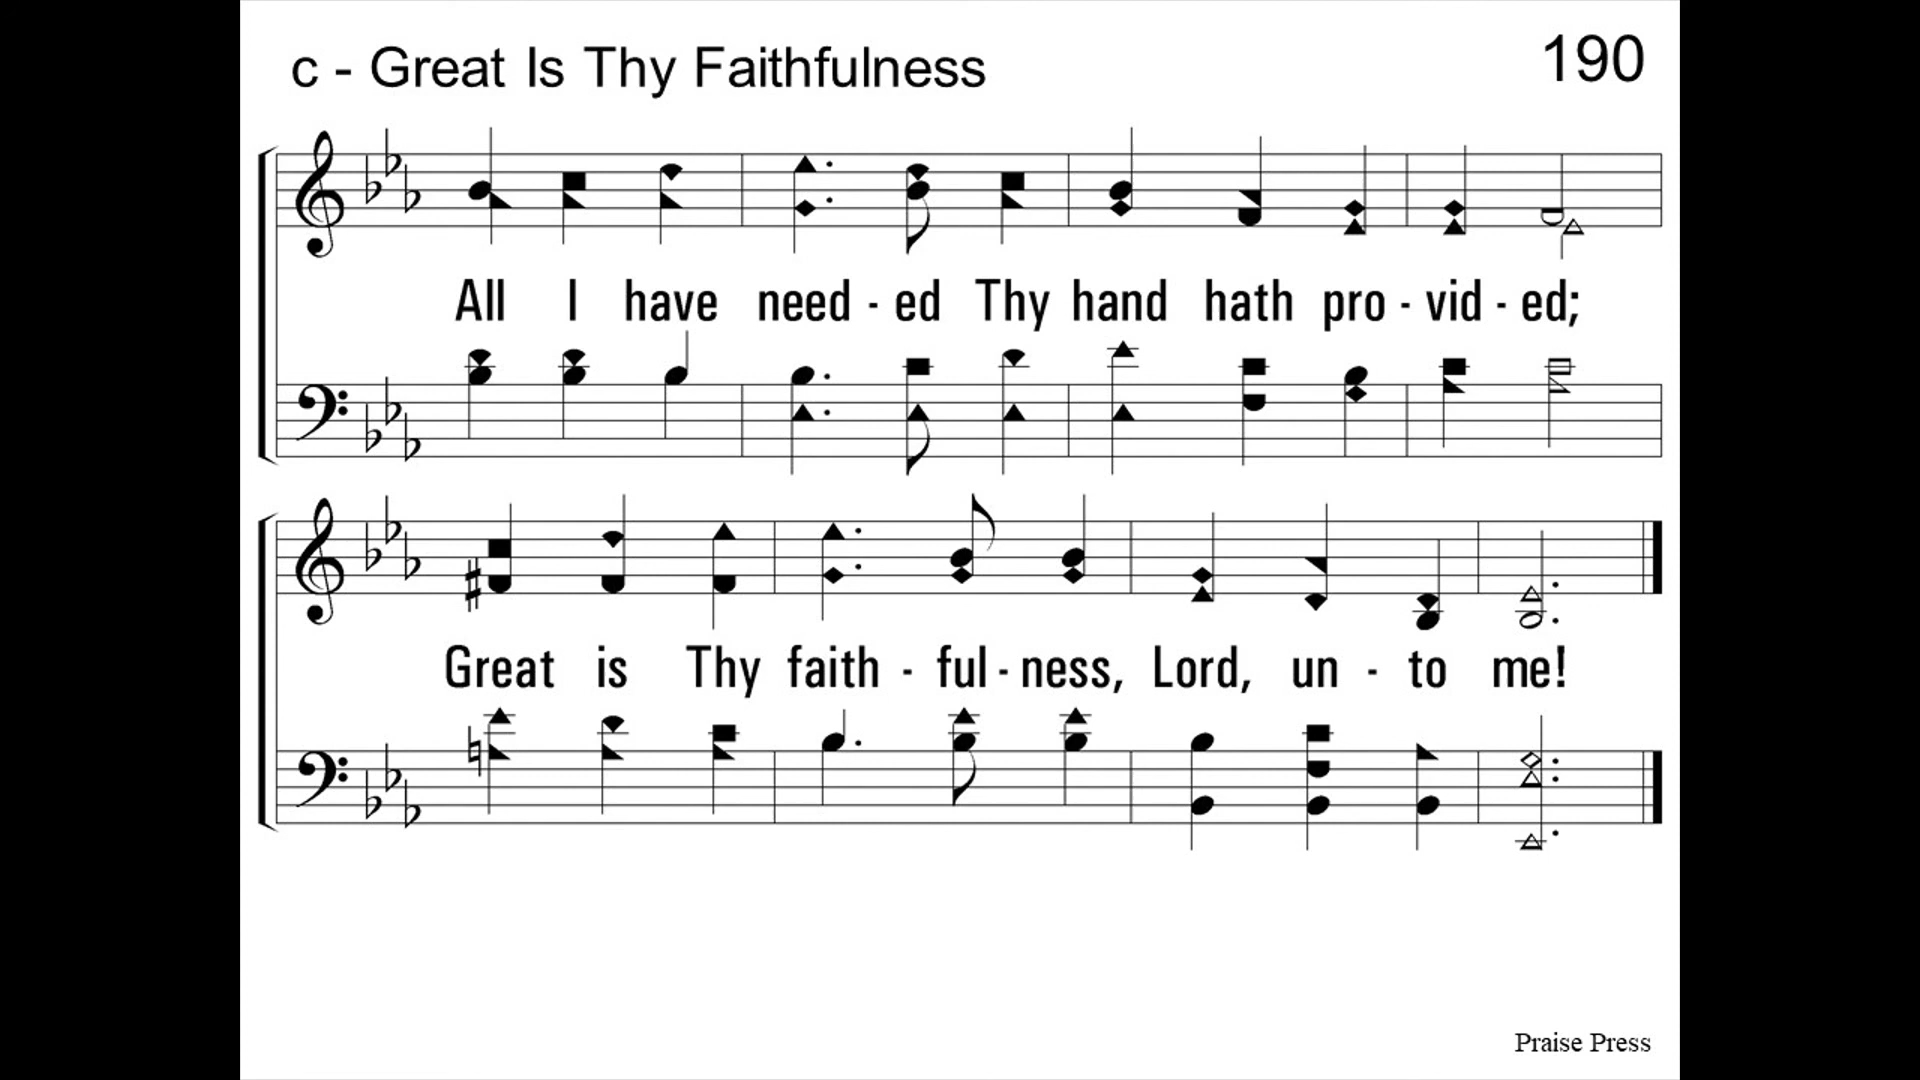 c - Great Is Thy Faithfulness 190
All I have need - ed Thy hand hath pro - vid - ed;
Great is Thy faith - ful - ness, Lord, un - to me!
Praise Press